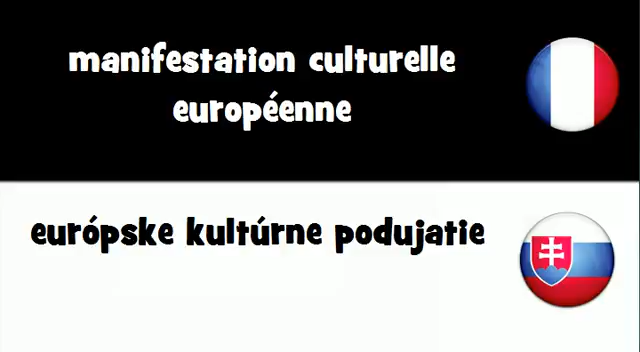 manifestation culturelle
européenne
európske kultúrne podujatie